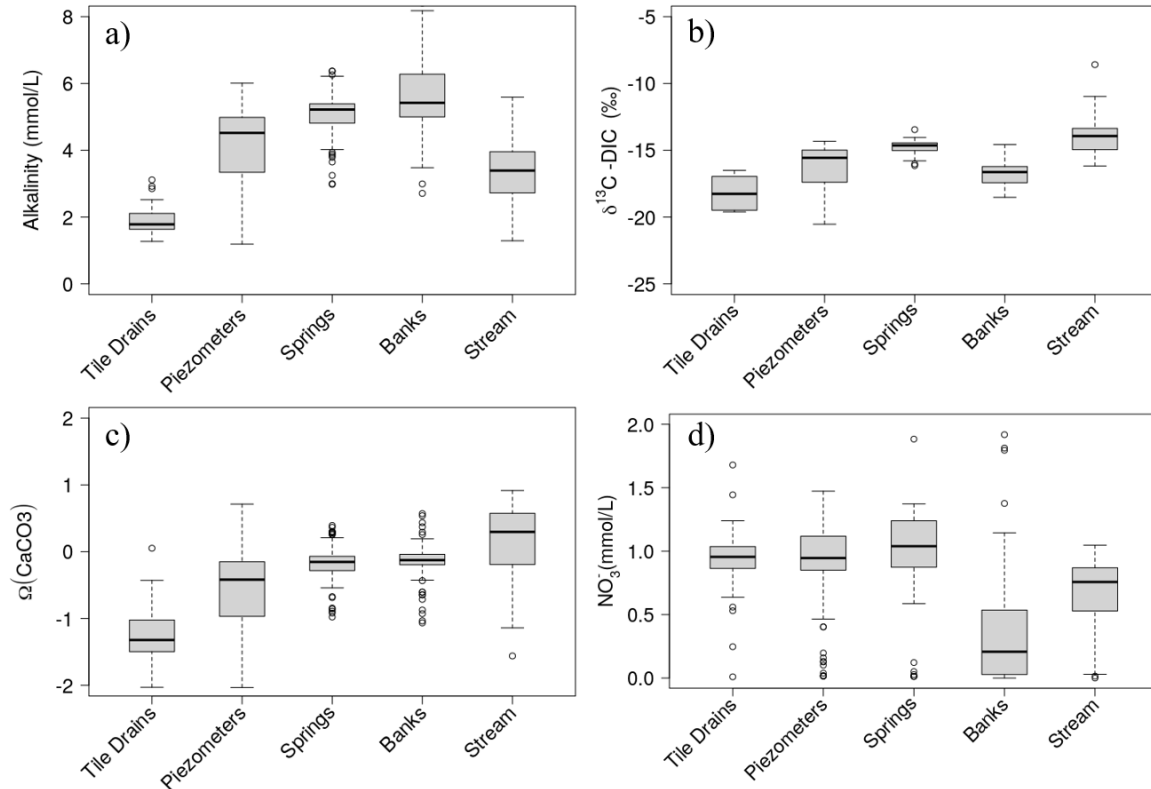 a)
Alkalinity (mmol/L)
8
6
4
2
0
Tile Drains
Piezometers
Springs
Banks
Stream
b)
δ¹³C -DIC (‰)
-5
-10
-15
-20
-25
Tile Drains
Piezometers
Springs
Banks
Stream
c)
Ω(CaCO3)
2
1
0
-1
-2
Tile Drains
Piezometers
Springs
Banks
Stream
d)
NO₃⁻(mmol/L)
2.0
1.5
1.0
0.5
0.0
Tile Drains
Piezometers
Springs
Banks
Stream